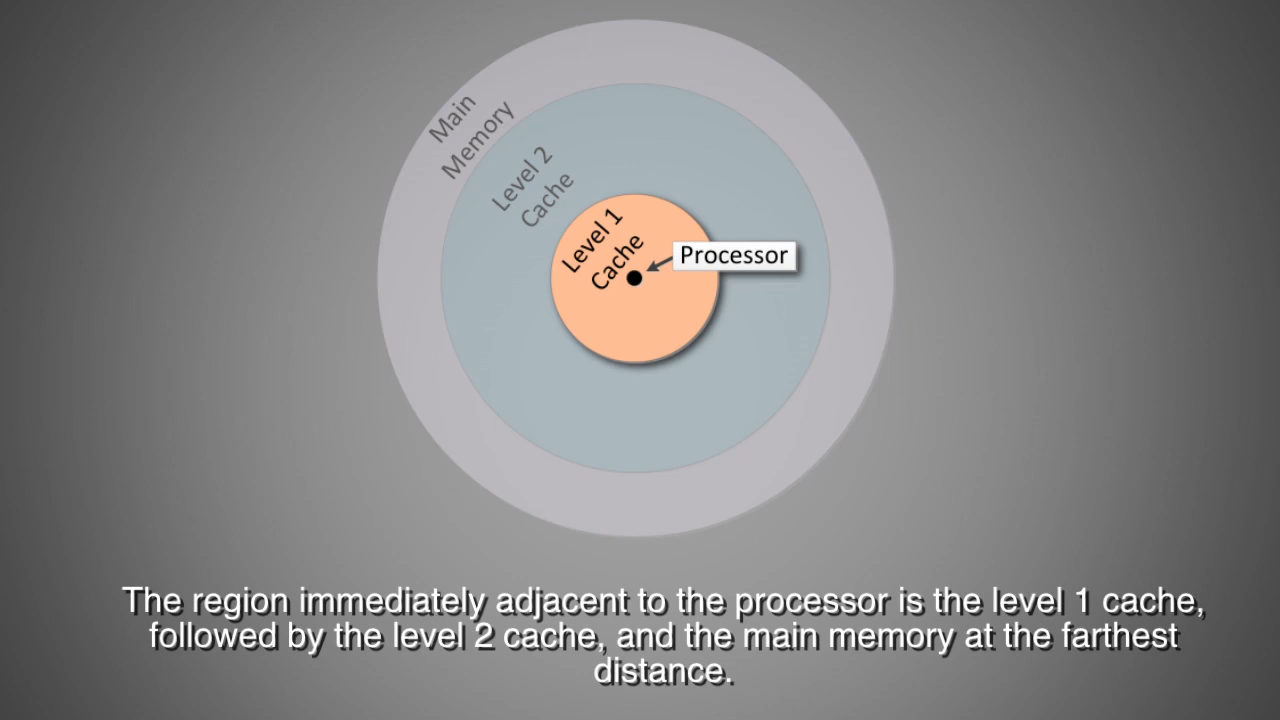 Main
Memory
Level 2
Cache
Level 1
Cache
Processor
The region immediately adjacent to the processor is the level 1 cache,
followed by the level 2 cache, and the main memory at the farthest
distance.